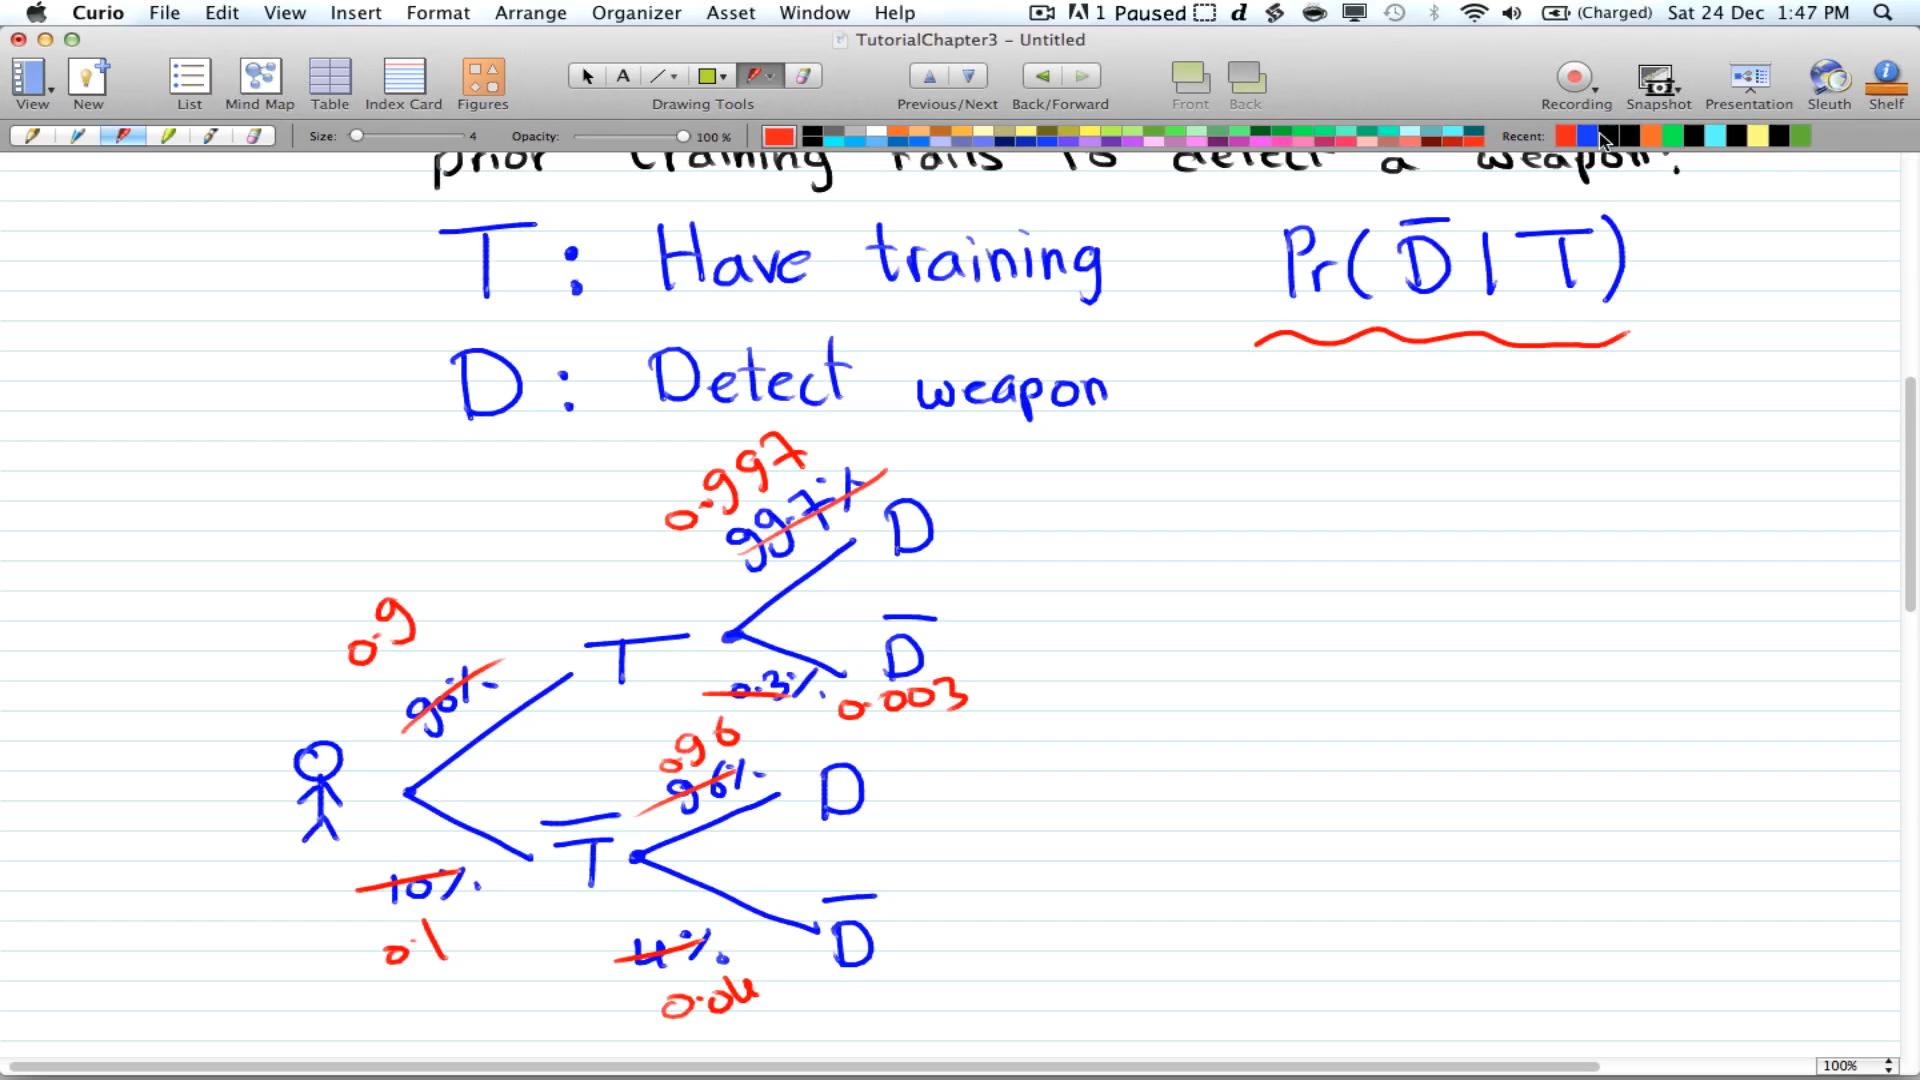 Curio File Edit View Insert Format Arrange Organizer Asset Window Help 1 Paused (Charged) Sat 24 Dec 1:47 PM
TutorialChapter3 – Untitled
View New List Mind Map Table Index Card Figures Drawing Tools Previous/Next Back/Forward Front Back Recording Snapshot Presentation Sleuth Shelf
Size: 4 Opacity: 100 % Recent:
prior training fails to detect a weapon?
T : Have training Pr( D̅ | T )
D : Detect weapon
0.997
99.7% D
0.9
90% T D̅
0.3% 0.003
0.96
96% D
T̅
10%
0.1 4% D̅
0.04
100%